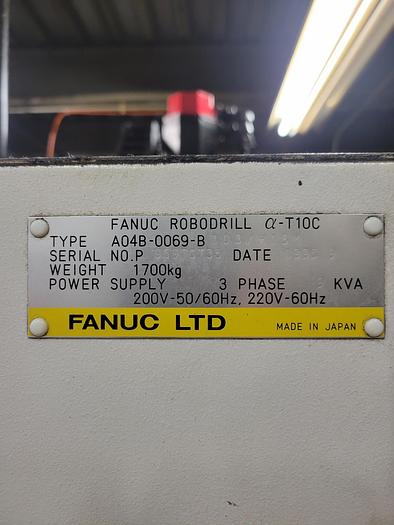 FANUC ROBODRILL α-T10C
TYPE A04B-0069-B
SERIAL NO.P DATE
WEIGHT 1700kg
POWER SUPPLY 3 PHASE KVA
200V-50/60Hz, 220V-60Hz
FANUC LTD MADE IN JAPAN